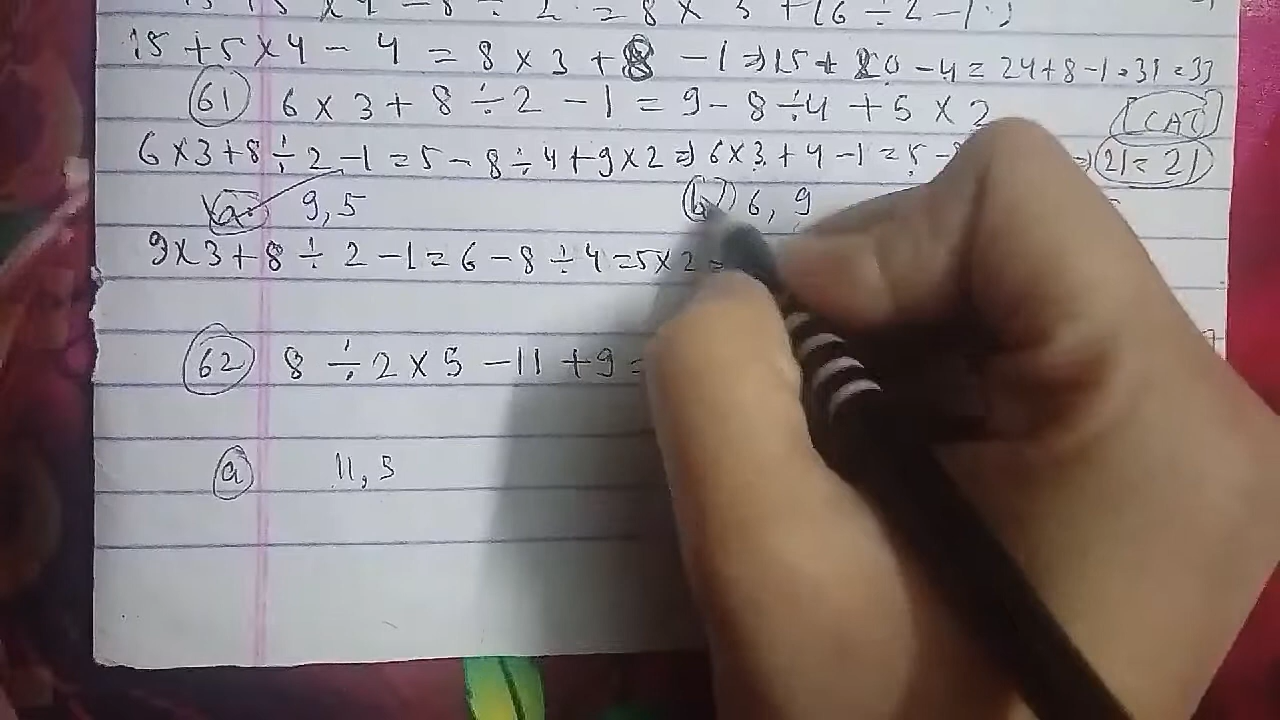 15 + 5 × 4 - 4 = 8 × 3 + 8 - 1 ⇒ 15 + 20 - 4 = 24 + 8 - 1 = 31 = 33
(61) 6 × 3 + 8 ÷ 2 - 1 = 9 - 8 ÷ 4 + 5 × 2
[CAT]
6 × 3 + 8 ÷ 2 - 1 = 5 - 8 ÷ 4 + 9 × 2 ⇒ 6 × 3 + 4 - 1 = 5 - ⇒ 21 = 21
(a) 9, 5 (b) 6, 9
9 × 3 + 8 ÷ 2 - 1 = 6 - 8 ÷ 4 = 5 × 2 =
(62) 8 ÷ 2 × 5 - 11 + 9 =
(a) 11, 5